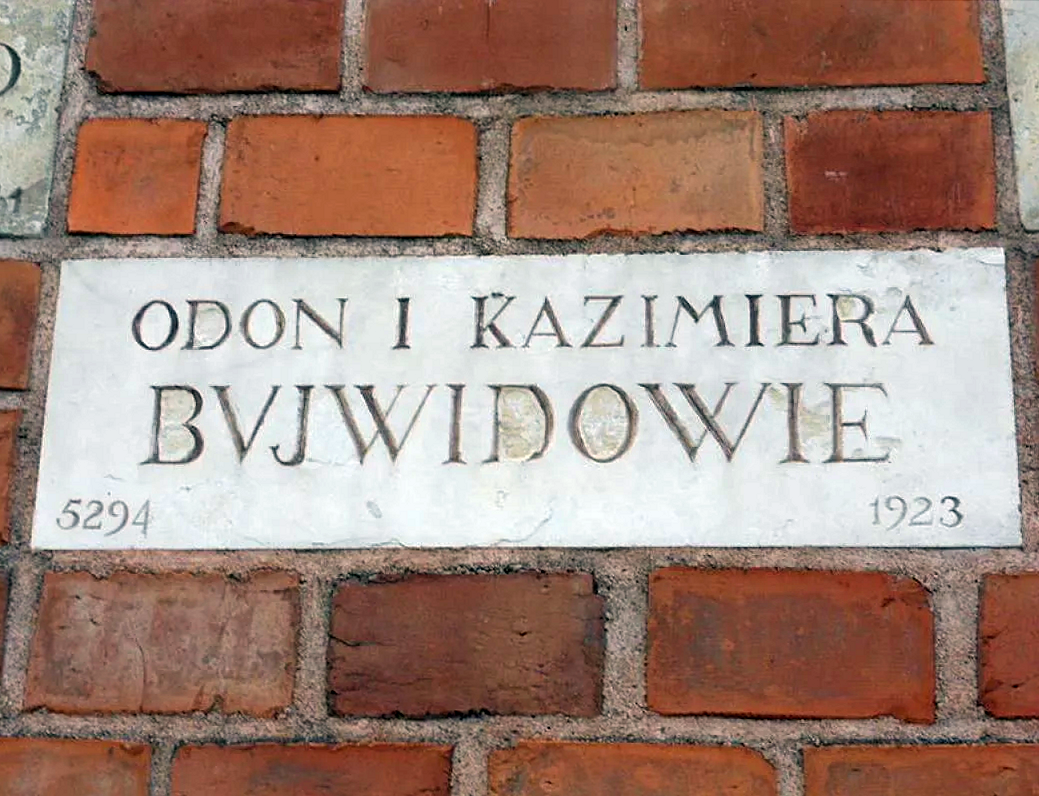 ODON I KAZIMIERA
BVJWIDOWIE
5294 1923